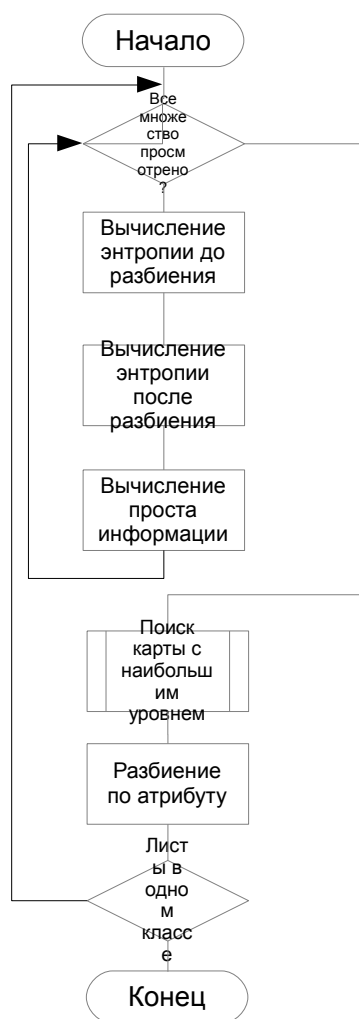 Начало
Все
множе
ство
просм
отрено
?
Вычисление
энтропии до
разбиения
Вычисление
энтропии
после
разбиения
Вычисление
проста
информации
Поиск
карты с
наибольш
им
уровнем
Разбиение
по атрибуту
Лист
ы в
одно
м
класс
е
Конец